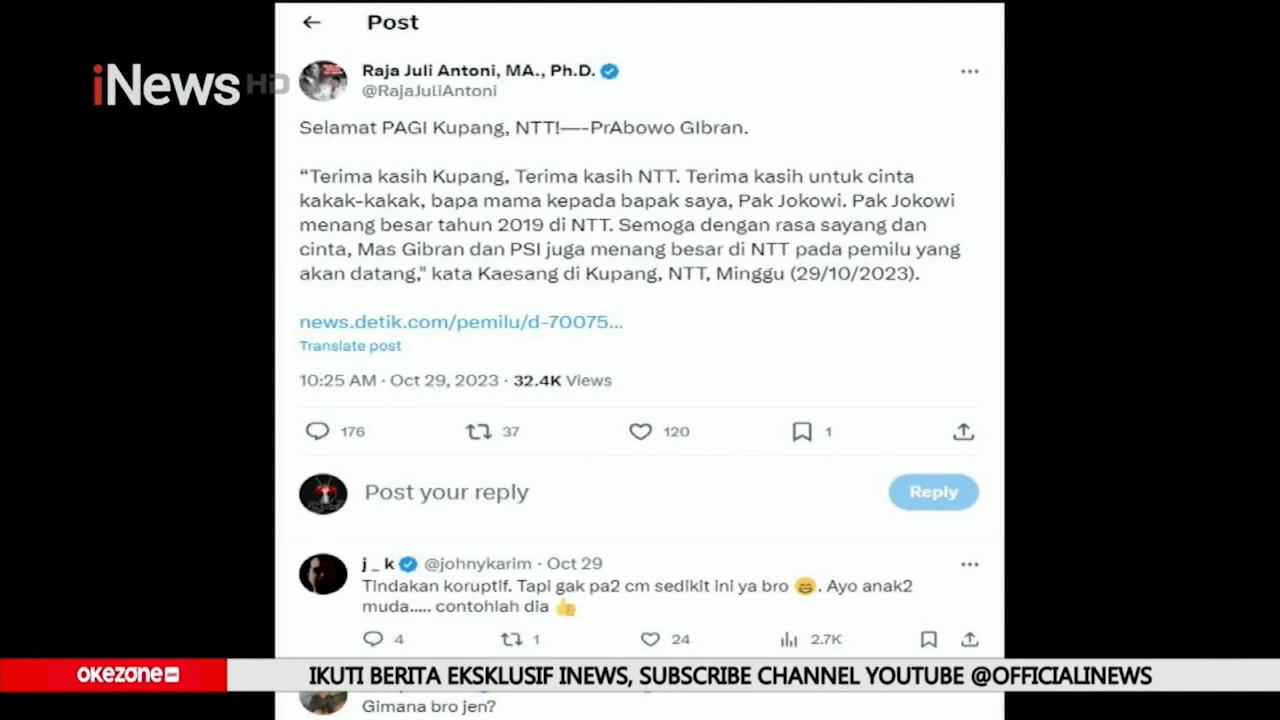 Post
iNews HD
Raja Juli Antoni, MA., Ph.D.
@RajaJuliAntoni
Selamat PAGI Kupang, NTT!—-PrAbowo GIbran.
“Terima kasih Kupang, Terima kasih NTT. Terima kasih untuk cinta
kakak-kakak, bapa mama kepada bapak saya, Pak Jokowi. Pak Jokowi
menang besar tahun 2019 di NTT. Semoga dengan rasa sayang dan
cinta, Mas Gibran dan PSI juga menang besar di NTT pada pemilu yang
akan datang," kata Kaesang di Kupang, NTT, Minggu (29/10/2023).
news.detik.com/pemilu/d-70075...
Translate post
10:25 AM · Oct 29, 2023 · 32.4K Views
176 37 120 1
Post your reply
Reply
j _ k @johnykarim · Oct 29
Tindakan koruptif. Tapi gak pa2 cm sedikit ini ya bro 😄. Ayo anak2
muda..... contohlah dia 👍
4 1 24 2.7K
okezone
IKUTI BERITA EKSKLUSIF INEWS, SUBSCRIBE CHANNEL YOUTUBE @OFFICIALINEWS
Gimana bro jen?